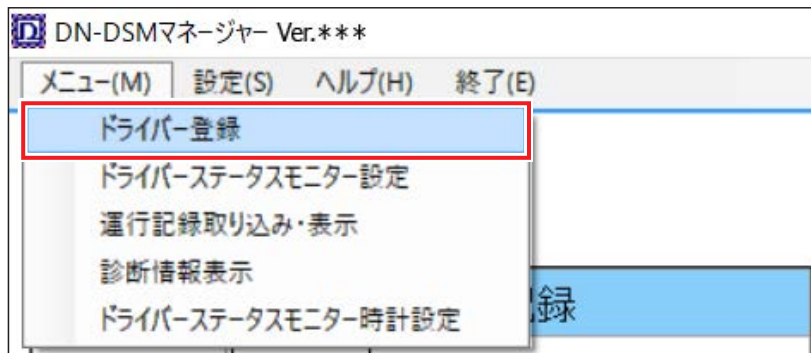 DN-DSMマネージャー Ver.***
メニュー(M) 設定(S) ヘルプ(H) 終了(E)
ドライバー登録
ドライバーステータスモニター設定
運行記録取り込み・表示
診断情報表示
録
ドライバーステータスモニター時計設定